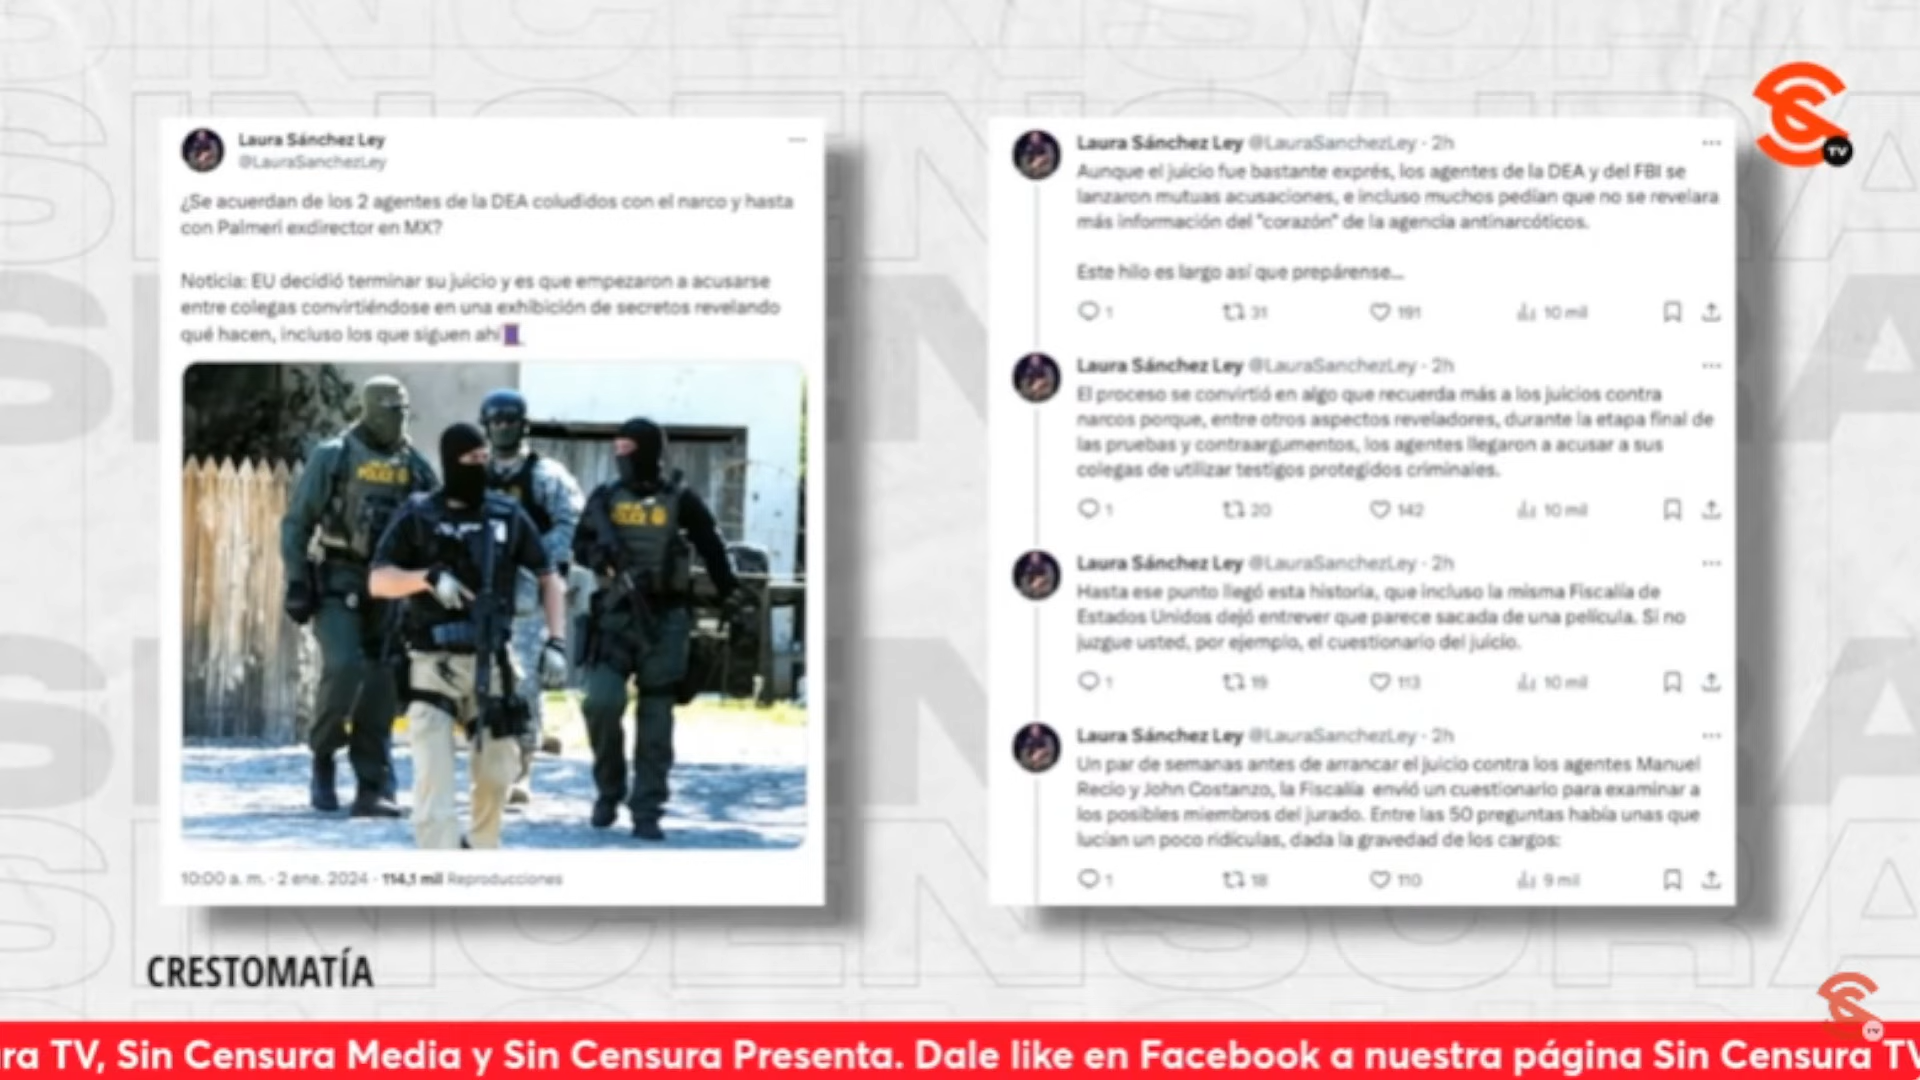 Laura Sánchez Ley
@LauraSanchezLey
¿Se acuerdan de los 2 agentes de la DEA coludidos con el narco y hasta
con Palmeri exdirector en MX?
Noticia: EU decidió terminar su juicio y es que empezaron a acusarse
entre colegas convirtiéndose en una exhibición de secretos revelando
qué hacen, incluso los que siguen ahí
POLICE
POLICE
10:00 a. m. · 2 ene. 2024 · 114,1 mil Reproducciones
Laura Sánchez Ley @LauraSanchezLey · 2h
Aunque el juicio fue bastante exprés, los agentes de la DEA y del FBI se
lanzaron mutuas acusaciones, e incluso muchos pedían que no se revelara
más información del "corazón" de la agencia antinarcóticos.
Este hilo es largo así que prepárense...
1 31 191 10 mil
Laura Sánchez Ley @LauraSanchezLey · 2h
El proceso se convirtió en algo que recuerda más a los juicios contra
narcos porque, entre otros aspectos reveladores, durante la etapa final de
las pruebas y contraargumentos, los agentes llegaron a acusar a sus
colegas de utilizar testigos protegidos criminales.
1 20 142 10 mil
Laura Sánchez Ley @LauraSanchezLey · 2h
Hasta ese punto llegó esta historia, que incluso la misma Fiscalía de
Estados Unidos dejó entrever que parece sacada de una película. Si no
juzgue usted, por ejemplo, el cuestionario del juicio.
1 19 113 10 mil
Laura Sánchez Ley @LauraSanchezLey · 2h
Un par de semanas antes de arrancar el juicio contra los agentes Manuel
Recio y John Costanzo, la Fiscalía envió un cuestionario para examinar a
los posibles miembros del jurado. Entre las 50 preguntas había unas que
lucían un poco ridículas, dada la gravedad de los cargos:
1 18 110 9 mil
TV
CRESTOMATÍA
TV
ra TV, Sin Censura Media y Sin Censura Presenta. Dale like en Facebook a nuestra página Sin Censura TV
SINCENSURA